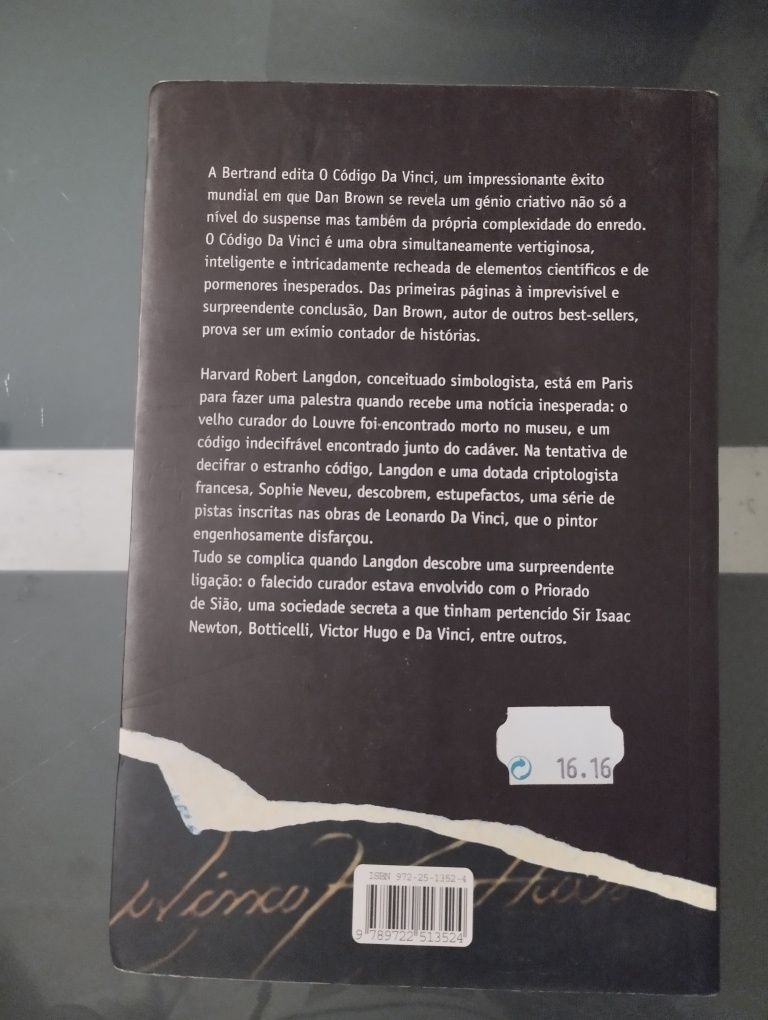 A Bertrand edita O Código Da Vinci, um impressionante êxito
mundial em que Dan Brown se revela um génio criativo não só a
nível do suspense mas também da própria complexidade do enredo.
O Código Da Vinci é uma obra simultaneamente vertiginosa,
inteligente e intricadamente recheada de elementos científicos e de
pormenores inesperados. Das primeiras páginas à imprevisível e
surpreendente conclusão, Dan Brown, autor de outros best-sellers,
prova ser um exímio contador de histórias.
Harvard Robert Langdon, conceituado simbologista, está em Paris
para fazer uma palestra quando recebe uma notícia inesperada: o
velho curador do Louvre foi-encontrado morto no museu, e um
código indecifrável encontrado junto do cadáver. Na tentativa de
decifrar o estranho código, Langdon e uma dotada criptologista
francesa, Sophie Neveu, descobrem, estupefactos, uma série de
pistas inscritas nas obras de Leonardo Da Vinci, que o pintor
engenhosamente disfarçou.
Tudo se complica quando Langdon descobre uma surpreendente
ligação: o falecido curador estava envolvido com o Priorado
de Sião, uma sociedade secreta a que tinham pertencido Sir Isaac
Newton, Botticelli, Victor Hugo e Da Vinci, entre outros.
16.16
ISBN 972-25-1352-4
9 789722 513524